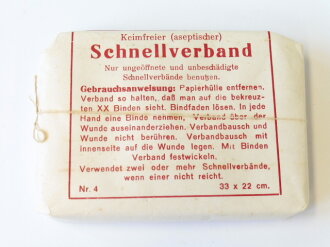 Keimfreier (aseptischer)
Schnellverband
Nur ungeöffnete und unbeschädigte
Schnellverbände benutzen.
Gebrauchsanweisung: Papierhülle entfernen.
Verband so halten, daß man auf die bekreuz-
ten XX Binden sieht. Bindfaden lösen. In jede
Hand eine Binde nehmen, Verband über der
Wunde auseinanderziehen. Verbandbausch und
Wunde nicht berühren. Verbandbausch mit
innenseite auf die Wunde legen. Mit Binden
Verband festwickeln.
Verwendet zwei oder mehr Schnellverbände,
wenn einer nicht reicht.
Nr. 4 33 x 22 cm.